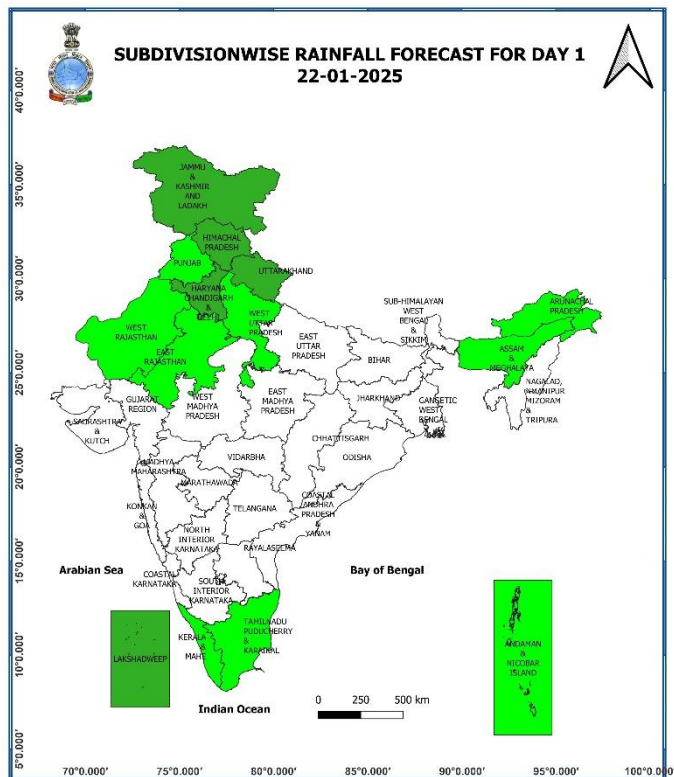 SUBDIVISIONWISE RAINFALL FORECAST FOR DAY 1
22-01-2025
40°0.000'
35°0.000'
30°0.000'
25°0.000'
20°0.000'
15°0.000'
10°0.000'
5°0.000'
JAMMU
&
KASHMIR
AND
LADAKH
HIMACHAL
PRADESH
PUNJAB
UTTARAKHAND
HARYANA
CHANDIGARH
&
DELHI
WEST
UTTAR
PRADESH
WEST
RAJASTHAN
EAST
RAJASTHAN
EAST
UTTAR
PRADESH
SUB-HIMALAYAN
WEST
BENGAL
&
SIKKIM
ARUNACHAL
PRADESH
ASSAM
&
MEGHALAYA
NAGALAD,
MANIPUR
MIZORAM
&
TRIPURA
BIHAR
GUJARAT
REGION
WEST
MADHYA
PRADESH
EAST
MADHYA
PRADESH
JHARKHAND
GANGETIC
WEST
BENGAL
SAURASHTRA
&
KUTCH
CHHATTISGARH
ODISHA
VIDARBHA
MADHYA
MAHARASHTRA
MARATHAWADA
TELANGANA
COASTAL
ANDHRA
PRADESH
&
YANAM
KONKAN
&
GOA
NORTH
INTERIOR
KARNATAKA
RAYALASEEMA
COASTAL
KARNATAKA
SOUTH
INTERIOR
KARNATAKA
Arabian Sea
Bay of Bengal
TAMILNADU
PUDUCHERRY
&
KARAIKAL
KERALA
&
MAHE
LAKSHADWEEP
ANDAMAN
&
NICOBAR
ISLAND
Indian Ocean
0 250 500 km
70°0.000' 75°0.000' 80°0.000' 85°0.000' 90°0.000' 95°0.000' 100°0.000'